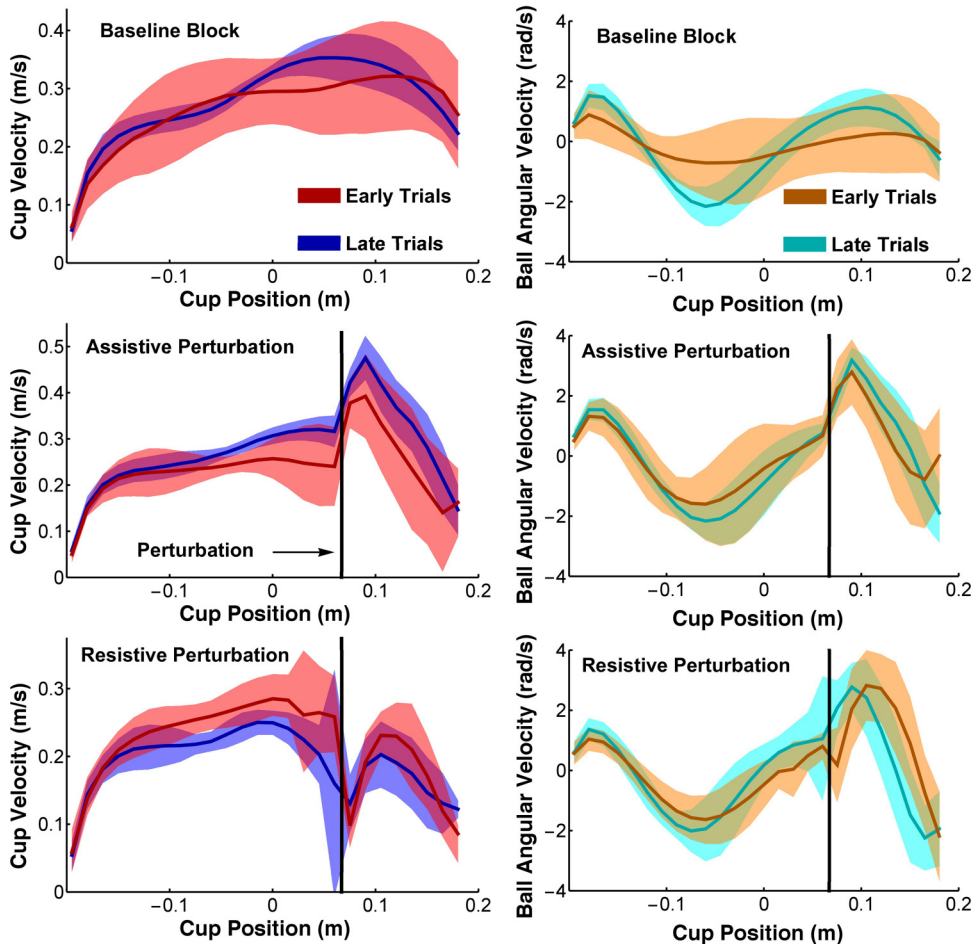 Baseline Block
Cup Velocity (m/s)
0.4
0.3
0.2
0.1
0
−0.1
0
0.1
0.2
Cup Position (m)
Early Trials
Late Trials
Baseline Block
Ball Angular Velocity (rad/s)
4
2
0
−2
−4
−0.1
0
0.1
0.2
Cup Position (m)
Early Trials
Late Trials
Assistive Perturbation
Cup Velocity (m/s)
0.5
0.4
0.3
0.2
0.1
0
Perturbation
−0.1
0
0.1
0.2
Cup Position (m)
Assistive Perturbation
Ball Angular Velocity (rad/s)
4
2
0
−2
−4
−0.1
0
0.1
0.2
Cup Position (m)
Resistive Perturbation
Cup Velocity (m/s)
0.3
0.2
0.1
0
−0.1
0
0.1
0.2
Cup Position (m)
Resistive Perturbation
Ball Angular Velocity (rad/s)
4
2
0
−2
−4
−0.1
0
0.1
0.2
Cup Position (m)